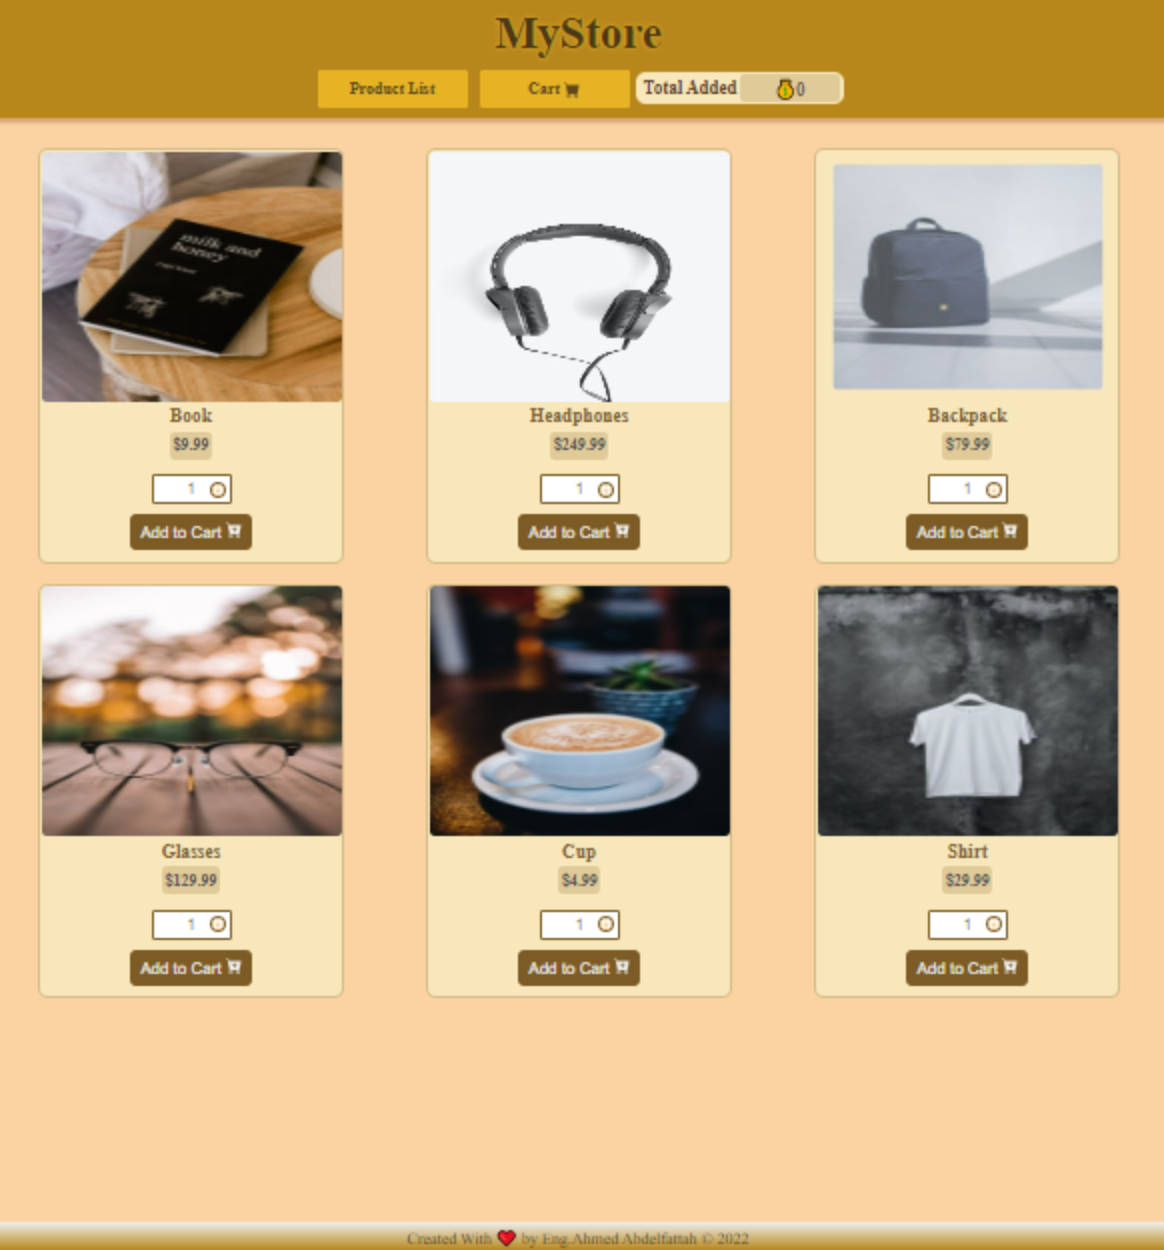 MyStore
Product List Cart Total Added 0
milk and
honey
Book Headphones Backpack
$9.99 $249.99 $79.99
1 1 1
Add to Cart Add to Cart Add to Cart
Glasses Cup Shirt
$129.99 $4.99 $29.99
1 1 1
Add to Cart Add to Cart Add to Cart
Created With ❤ by Eng.Ahmed Abdelfattah © 2022